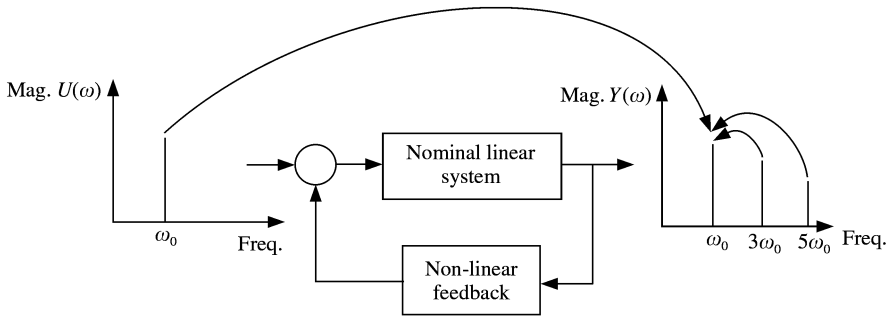 Mag. U(ω)
ω₀
Freq.
Nominal linear
system
Non-linear
feedback
Mag. Y(ω)
ω₀
3ω₀
5ω₀
Freq.